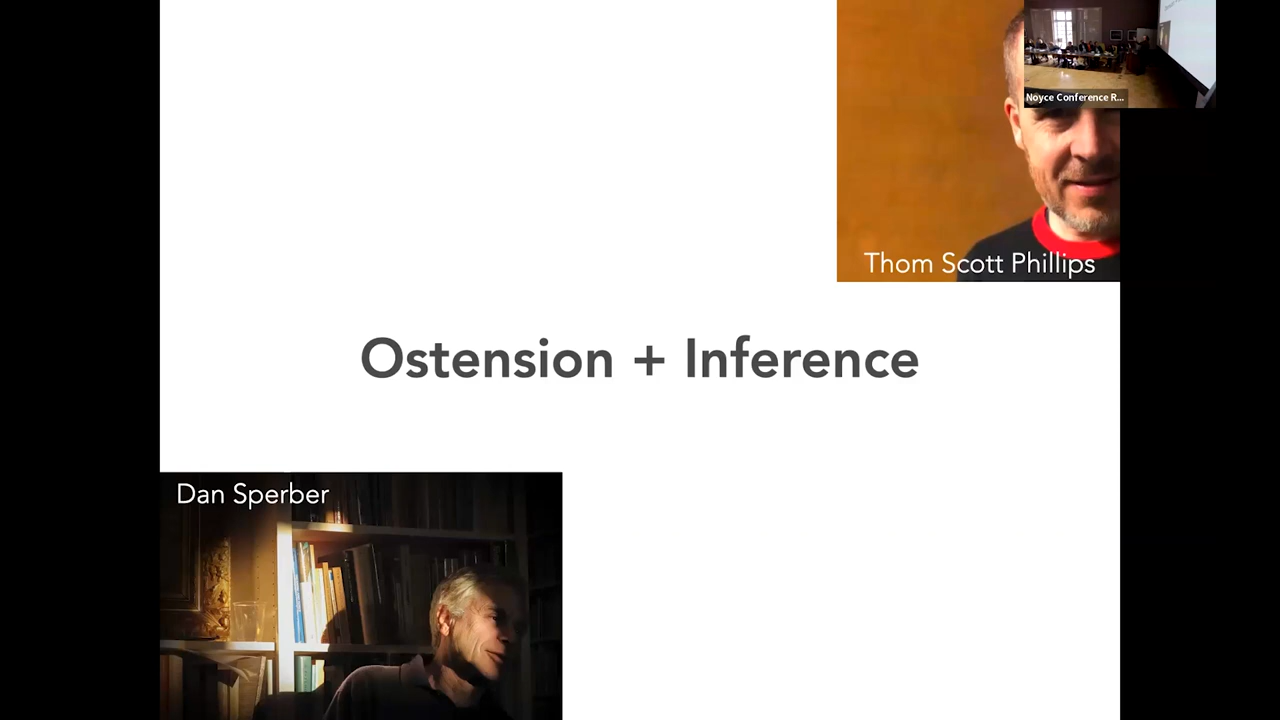 Noyce Conference R...
Thom Scott Phillips
Ostension + Inference
Dan Sperber